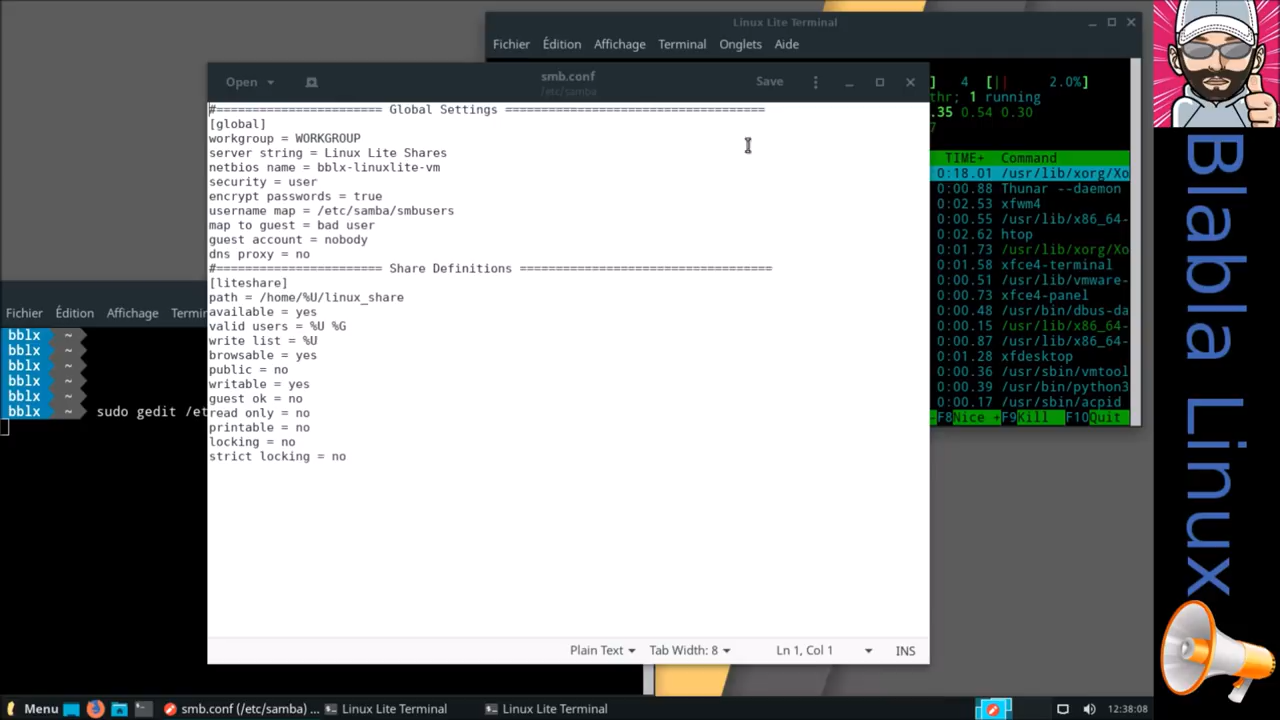 Linux Lite Terminal
Fichier Édition Affichage Terminal Onglets Aide
] 4 [|| 2.0%]
thr; 1 running
.35 0.54 0.30
7
TIME+ Command
0:18.01 /usr/lib/xorg/Xo
0:00.88 Thunar --daemon
0:02.53 xfwm4
0:00.55 /usr/lib/x86_64-
0:02.62 htop
0:01.73 /usr/lib/xorg/Xo
0:01.58 xfce4-terminal
0:00.51 /usr/lib/vmware-
0:00.73 xfce4-panel
0:00.48 /usr/bin/dbus-da
0:00.15 /usr/lib/x86_64-
0:00.87 /usr/lib/x86_64-
0:01.28 xfdesktop
0:00.36 /usr/sbin/vmtool
0:00.39 /usr/bin/python3
0:00.17 /usr/sbin/acpid
F8Nice +F9Kill F10Quit
Open
smb.conf
/etc/samba
Save
#======================= Global Settings ====================================
[global]
workgroup = WORKGROUP
server string = Linux Lite Shares
netbios name = bblx-linuxlite-vm
security = user
encrypt passwords = true
username map = /etc/samba/smbusers
map to guest = bad user
guest account = nobody
dns proxy = no
#======================= Share Definitions ===================================
[liteshare]
path = /home/%U/linux_share
available = yes
valid users = %U %G
write list = %U
browsable = yes
public = no
writable = yes
guest ok = no
read only = no
printable = no
locking = no
strict locking = no
Plain Text Tab Width: 8 Ln 1, Col 1 INS
Fichier Édition Affichage Termin
bblx ~
bblx ~
bblx ~
bblx ~
bblx ~
bblx ~ sudo gedit /et
Menu smb.conf (/etc/samba) ... Linux Lite Terminal Linux Lite Terminal 12:38:08
Blabla Linux